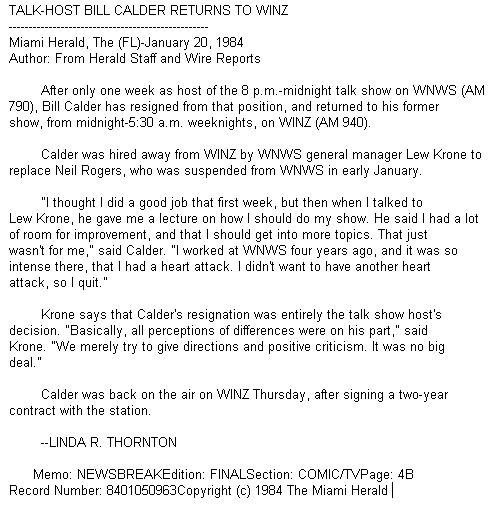 TALK-HOST BILL CALDER RETURNS TO WINZ
--------------------------------------------------
Miami Herald, The (FL)-January 20, 1984
Author: From Herald Staff and Wire Reports
After only one week as host of the 8 p.m.-midnight talk show on WNWS (AM
790), Bill Calder has resigned from that position, and returned to his former
show, from midnight-5:30 a.m. weeknights, on WINZ (AM 940).
Calder was hired away from WINZ by WNWS general manager Lew Krone to
replace Neil Rogers, who was suspended from WNWS in early January.
"I thought I did a good job that first week, but then when I talked to
Lew Krone, he gave me a lecture on how I should do my show. He said I had a lot
of room for improvement, and that I should get into more topics. That just
wasn't for me," said Calder. "I worked at WNWS four years ago, and it was so
intense there, that I had a heart attack. I didn't want to have another heart
attack, so I quit."
Krone says that Calder's resignation was entirely the talk show host's
decision. "Basically, all perceptions of differences were on his part," said
Krone. "We merely try to give directions and positive criticism. It was no big
deal."
Calder was back on the air on WINZ Thursday, after signing a two-year
contract with the station.
--LINDA R. THORNTON
Memo: NEWSBREAKEdition: FINALSection: COMIC/TVPage: 4B
Record Number: 8401050963Copyright (c) 1984 The Miami Herald